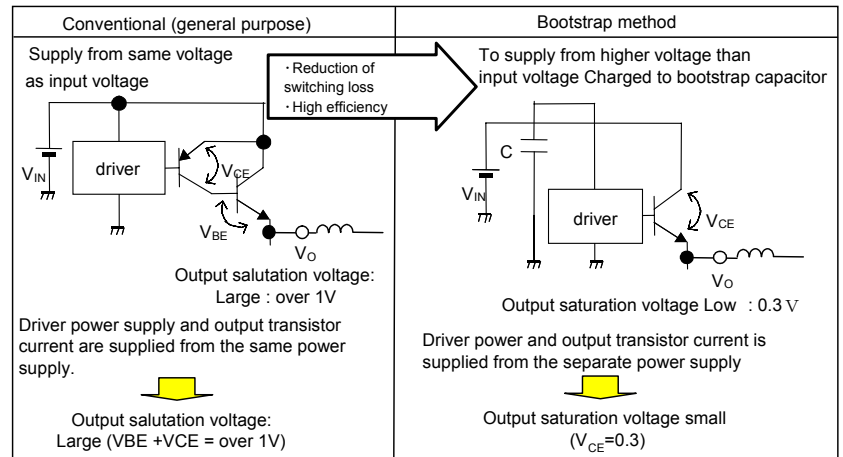 Conventional (general purpose)
Supply from same voltage
as input voltage
・Reduction of
switching loss
・High efficiency
VIN
driver
VCE
VBE
VO
Output salutation voltage:
Large : over 1V
Driver power supply and output transistor
current are supplied from the same power
supply.
Output salutation voltage:
Large (VBE +VCE = over 1V)
Bootstrap method
To supply from higher voltage than
input voltage Charged to bootstrap capacitor
C
VIN
driver
VCE
VO
Output saturation voltage Low : 0.3 V
Driver power and output transistor current is
supplied from the separate power supply
Output saturation voltage small
(VCE=0.3)